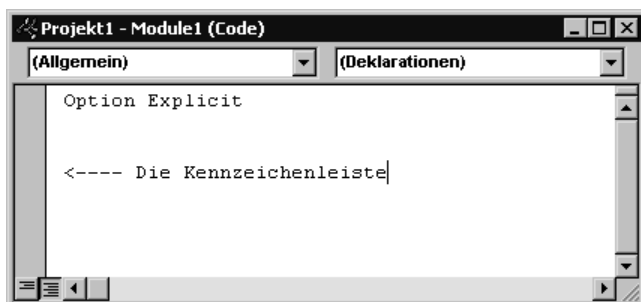 Projekt1 - Module1 (Code)
(Allgemein) (Deklarationen)
Option Explicit
<---- Die Kennzeichenleiste